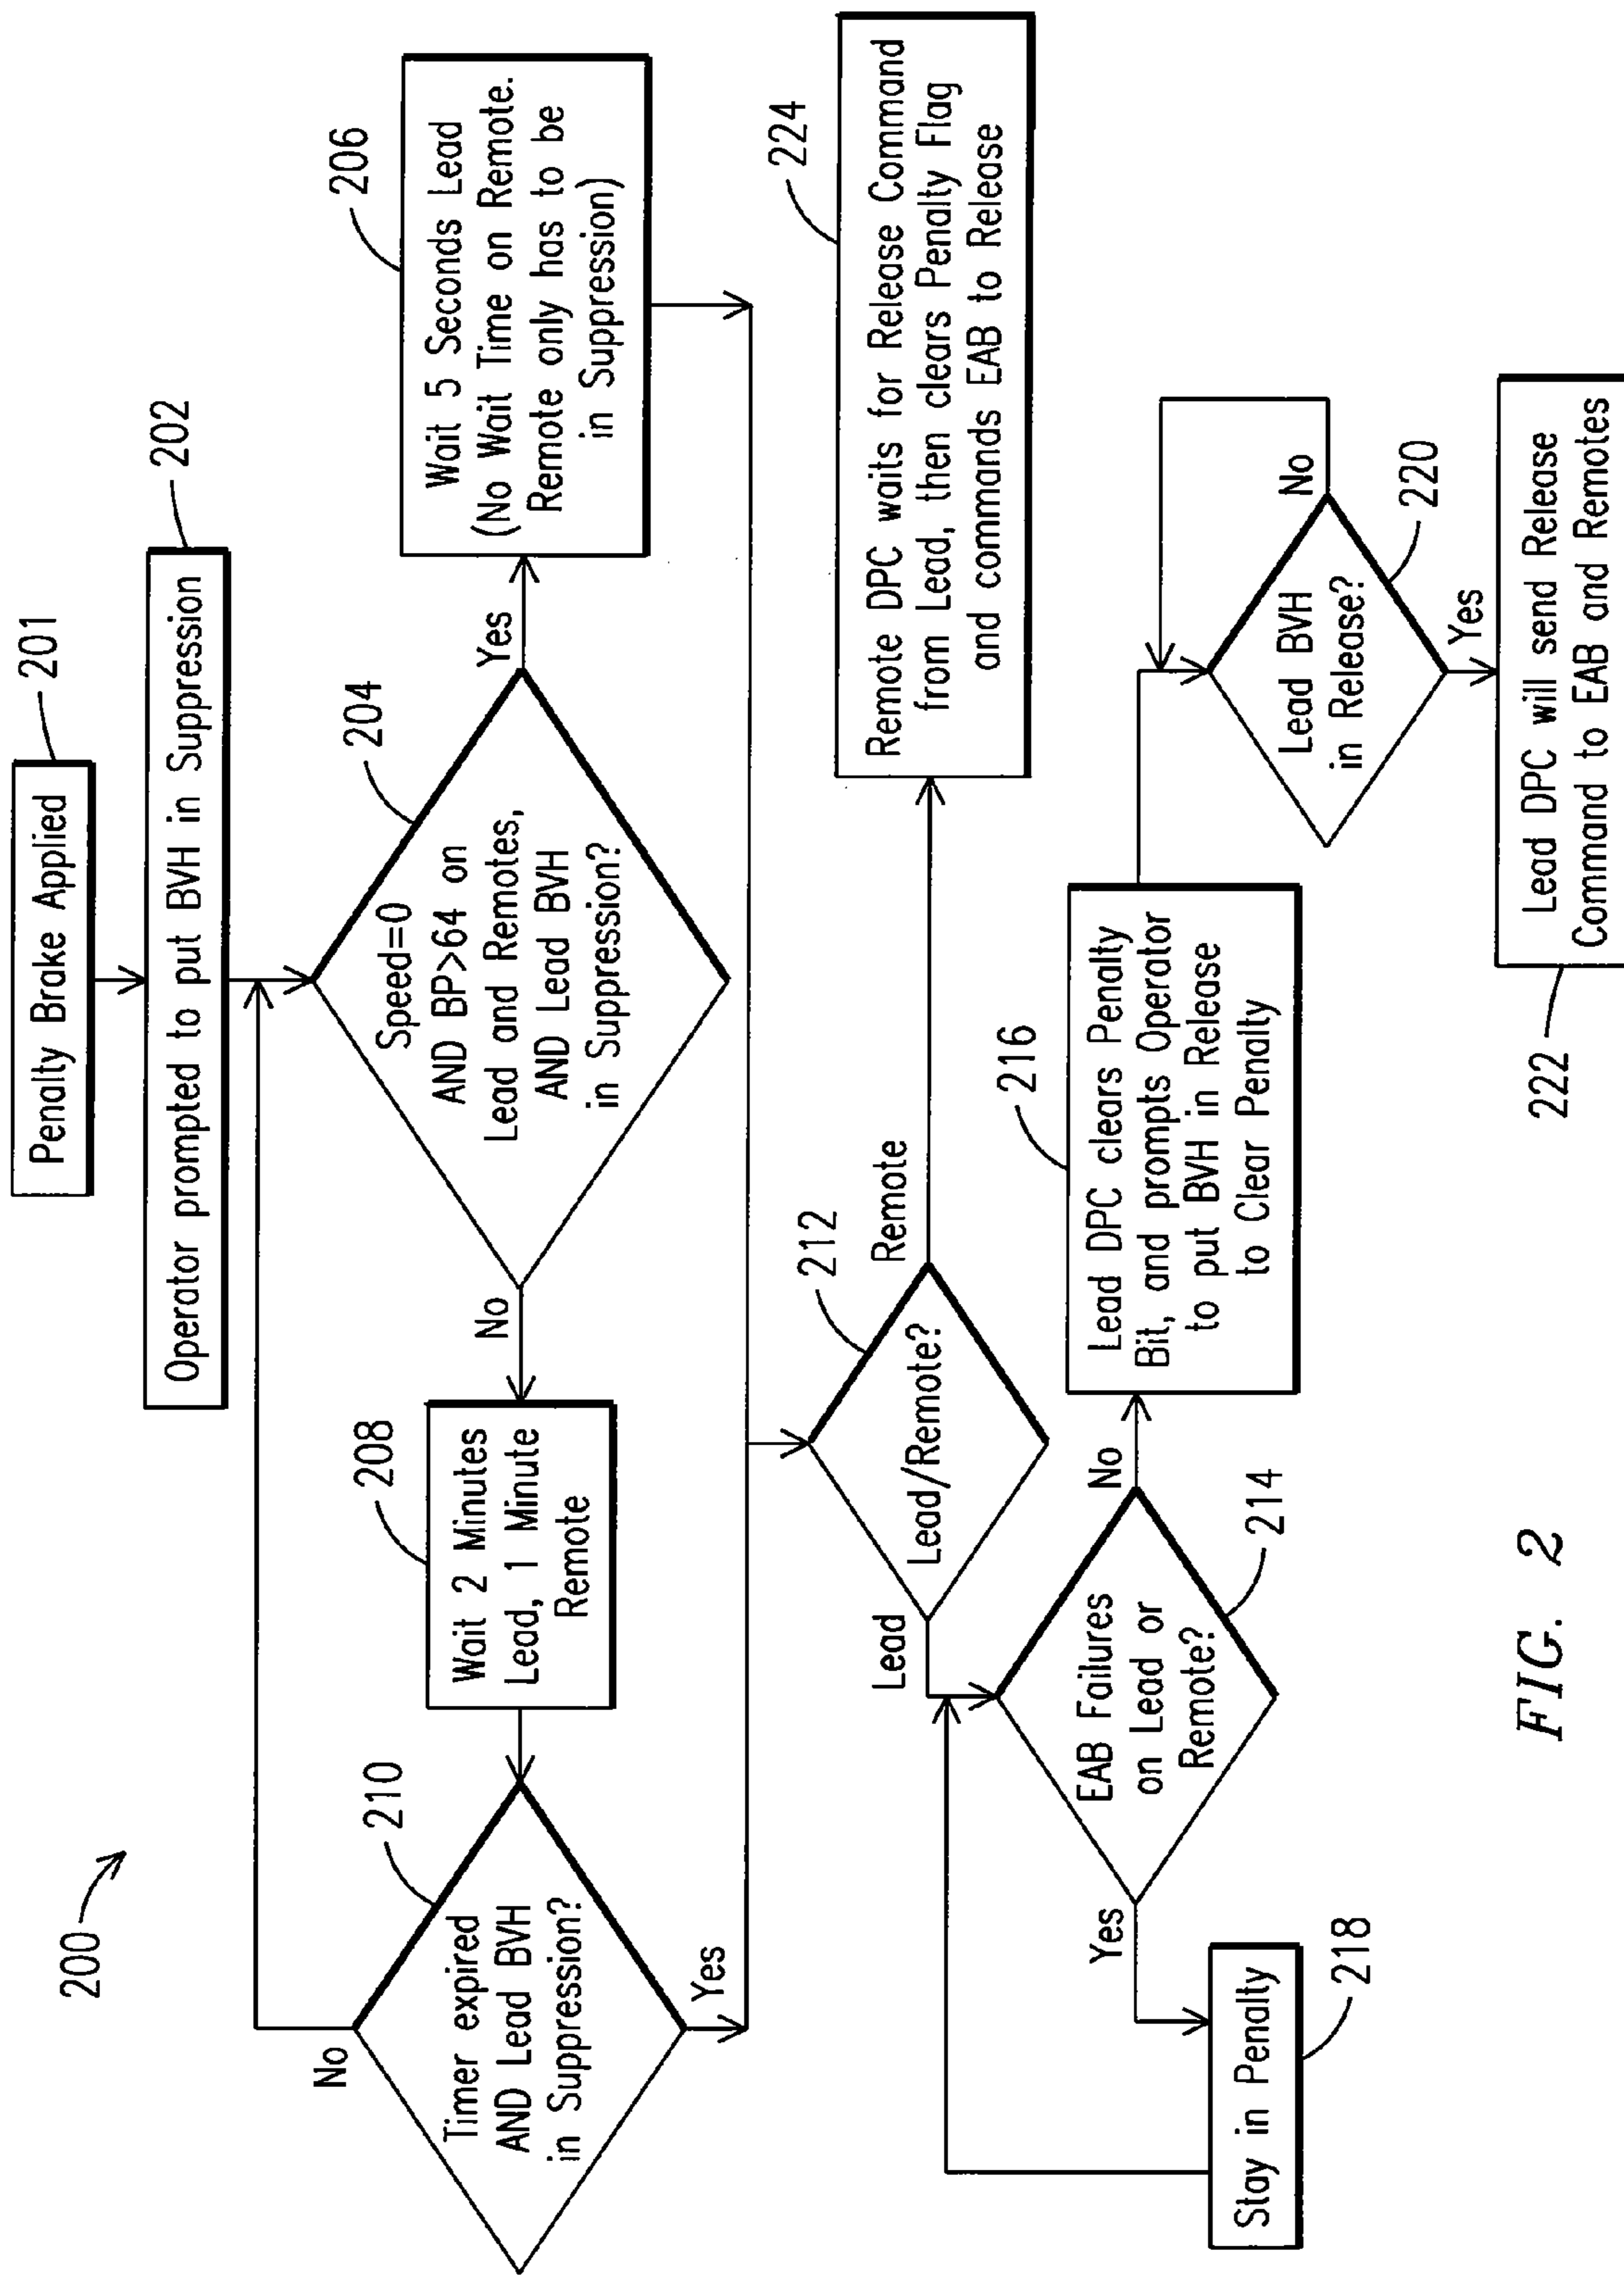 200
Penalty Brake Applied
201
Operator prompted to put BVH in Suppression
202
Speed=0
AND BP>64 on
Lead and Remotes,
AND Lead BVH
in Suppression?
204
Yes
No
Wait 5 Seconds Lead
(No Wait Time on Remote.
Remote only has to be
in Suppression)
206
Wait 2 Minutes
Lead, 1 Minute
Remote
208
Timer expired
AND Lead BVH
in Suppression?
210
No
Yes
Lead/Remote?
212
Lead
Remote
Remote DPC waits for Release Command
from Lead, then clears Penalty Flag
and commands EAB to Release
224
EAB Failures
on Lead or
Remote?
214
Yes
No
Stay in Penalty
218
Lead DPC clears Penalty
Bit, and prompts Operator
to put BVH in Release
to Clear Penalty
216
Lead BVH
in Release?
220
No
Yes
Lead DPC will send Release
Command to EAB and Remotes
222
FIG. 2